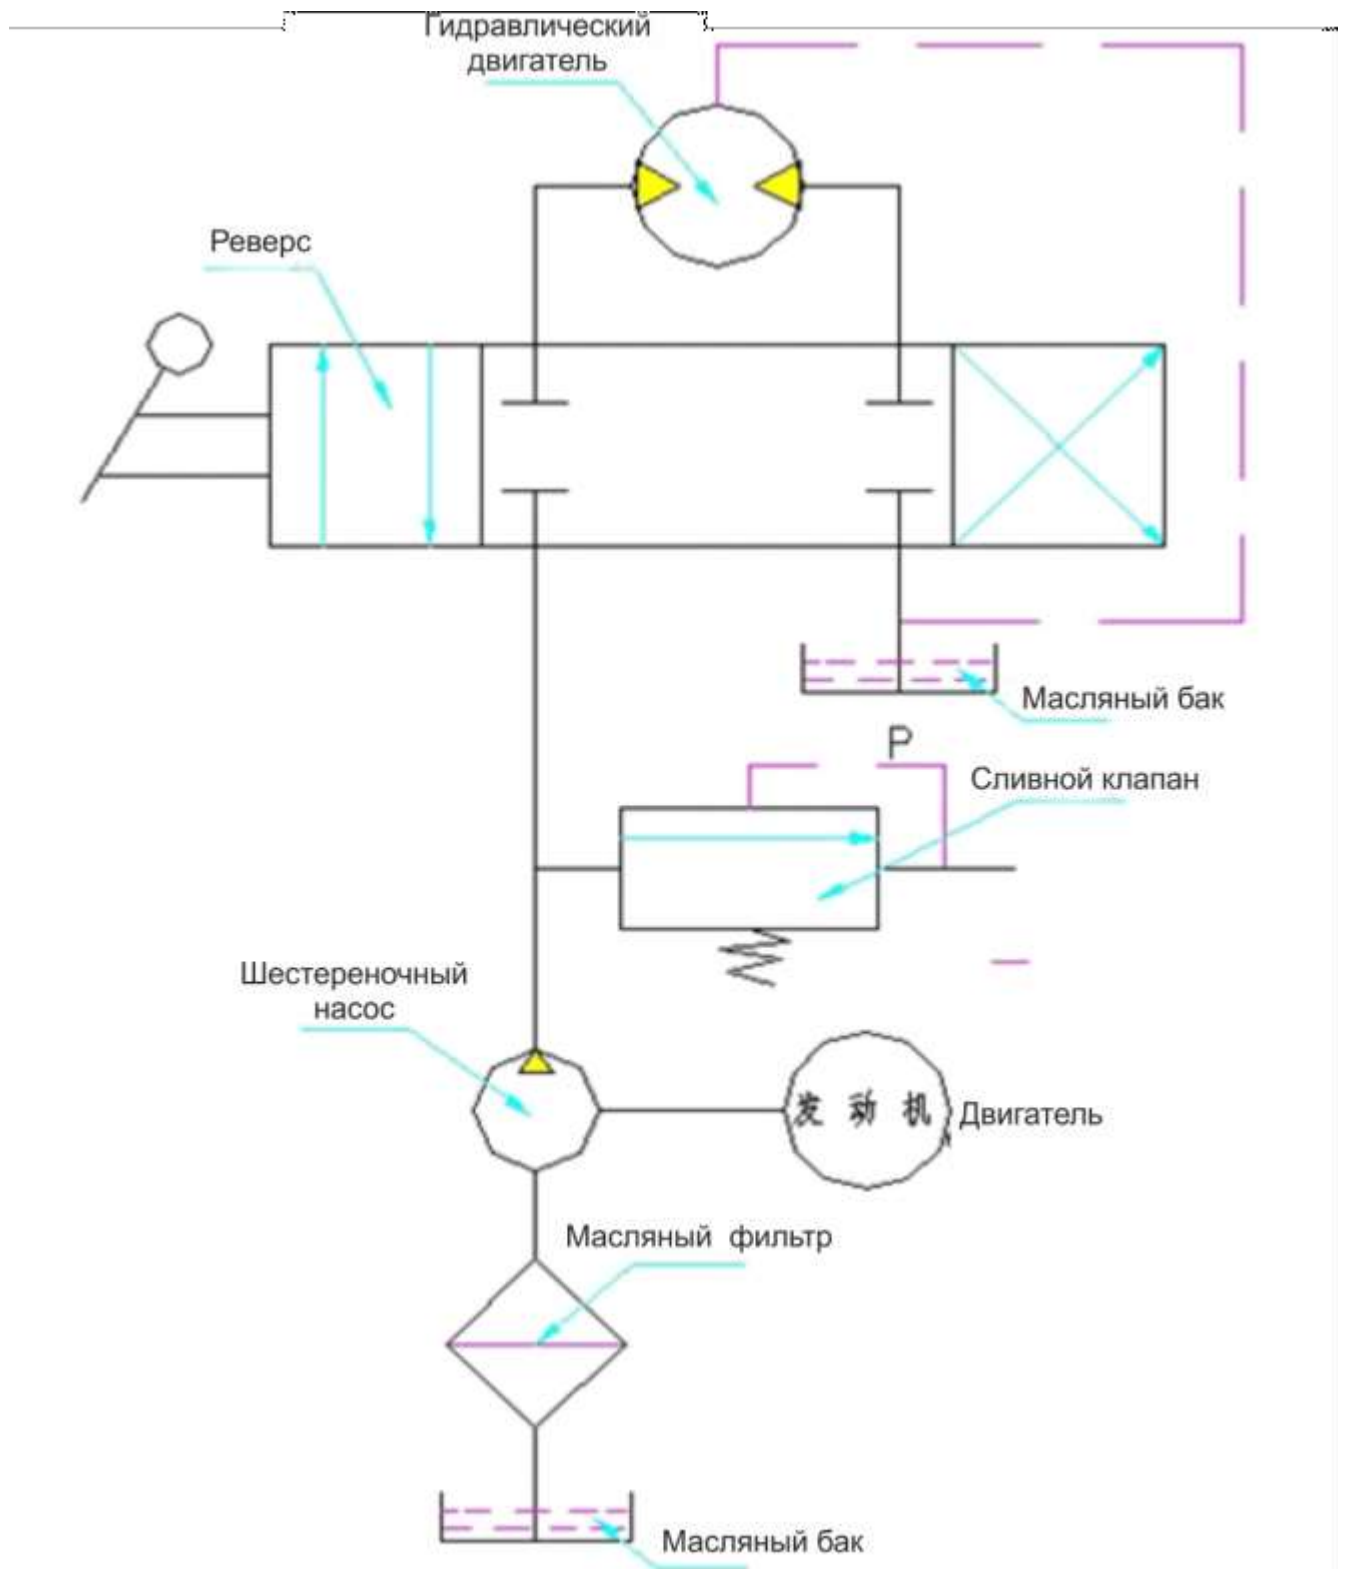 Гидравлический
двигатель
Реверс
Масляный бак
P
Сливной клапан
Шестереночный
насос
发动机
Двигатель
Масляный фильтр
Масляный бак